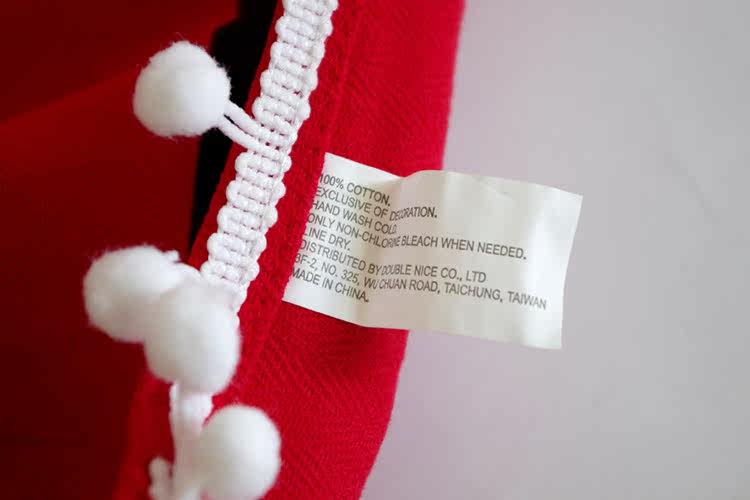 100% COTTON.
EXCLUSIVE OF DECORATION.
HAND WASH COLD.
ONLY NON-CHLORINE BLEACH WHEN NEEDED.
LINE DRY.
DISTRIBUTED BY DOUBLE NICE CO., LTD
3F-2, NO. 325, WU CHUAN ROAD, TAICHUNG, TAIWAN
MADE IN CHINA.